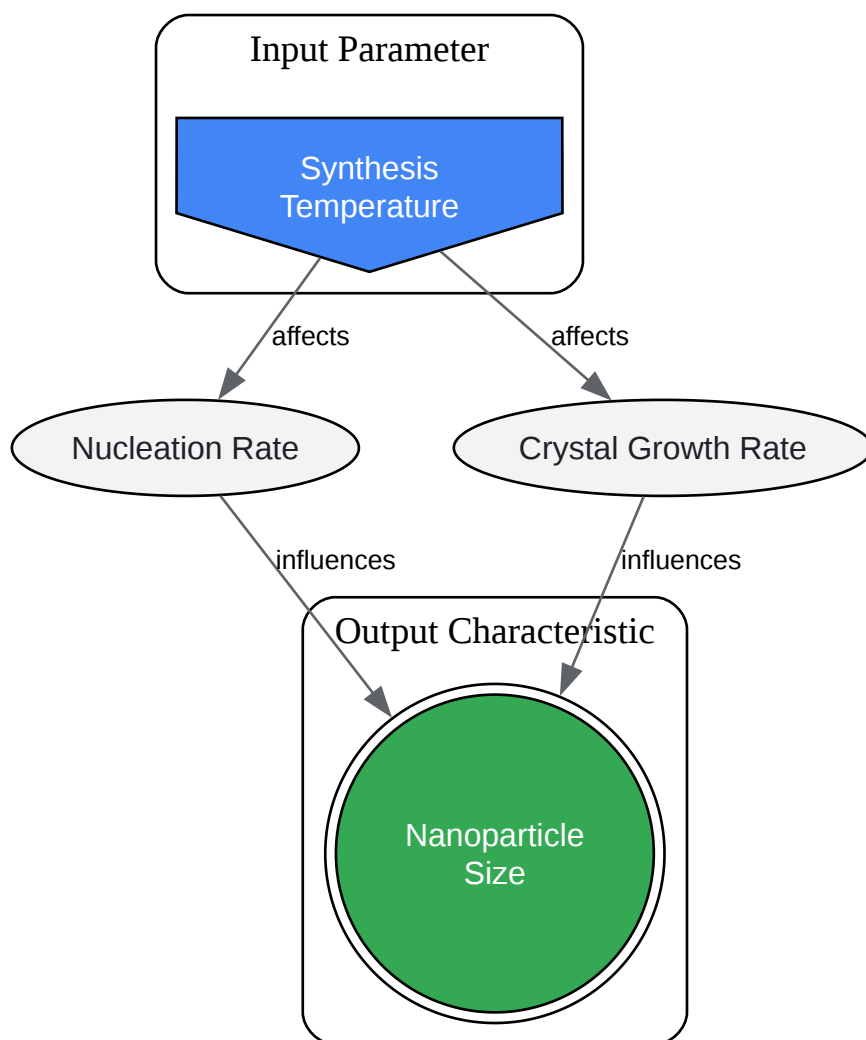 Input Parameter
Synthesis
Temperature
affects
affects
Nucleation Rate
Crystal Growth Rate
influences
influences
Output Characteristic
Nanoparticle
Size